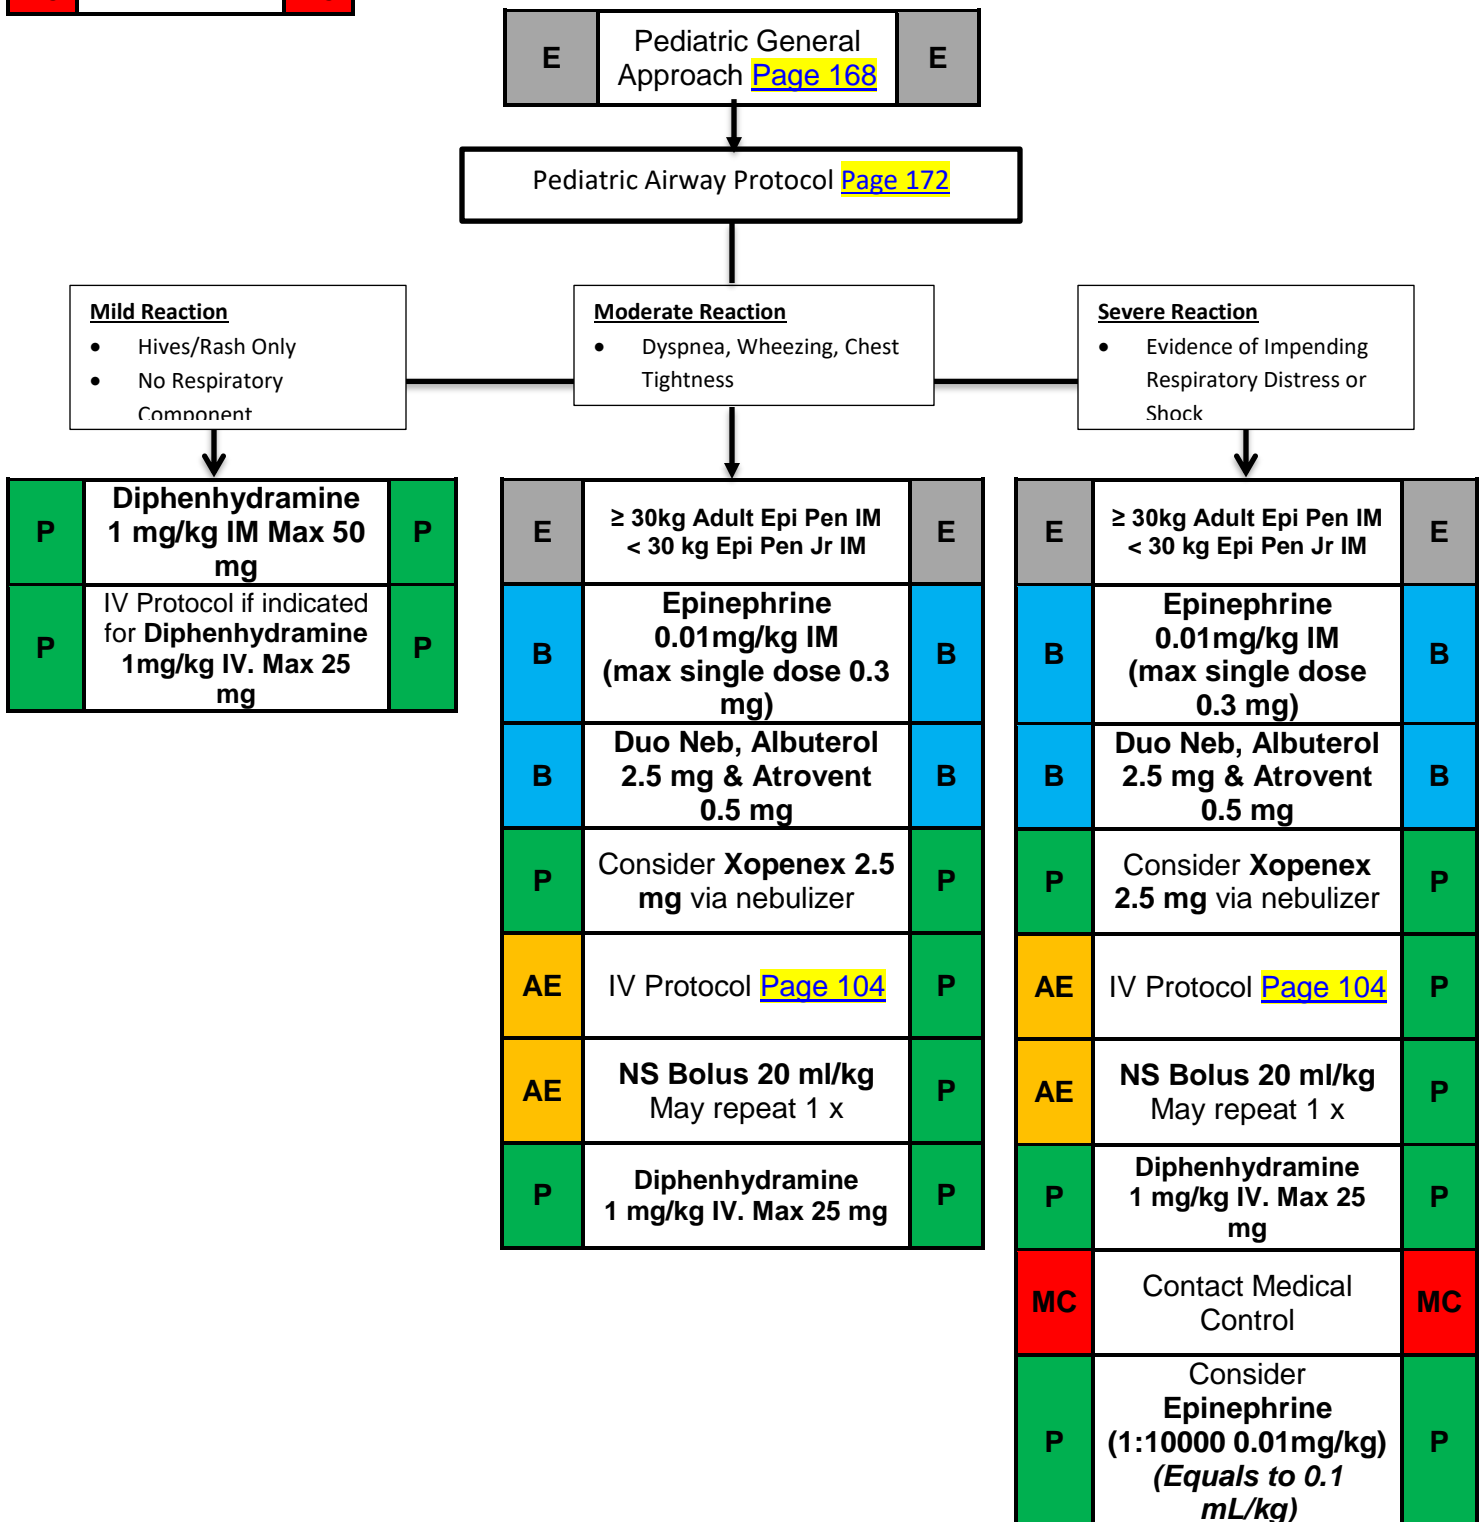 E
Pediatric General
Approach Page 168
E
Pediatric Airway Protocol Page 172
Mild Reaction
• Hives/Rash Only
• No Respiratory
Component
Moderate Reaction
• Dyspnea, Wheezing, Chest
Tightness
Severe Reaction
• Evidence of Impending
Respiratory Distress or
Shock
P
Diphenhydramine
1 mg/kg IM Max 50
mg
P
P
IV Protocol if indicated
for Diphenhydramine
1mg/kg IV. Max 25
mg
P
E
≥ 30kg Adult Epi Pen IM
< 30 kg Epi Pen Jr IM
E
B
Epinephrine
0.01mg/kg IM
(max single dose 0.3
mg)
B
B
Duo Neb, Albuterol
2.5 mg & Atrovent
0.5 mg
B
P
Consider Xopenex 2.5
mg via nebulizer
P
AE
IV Protocol Page 104
P
AE
NS Bolus 20 ml/kg
May repeat 1 x
P
P
Diphenhydramine
1 mg/kg IV. Max 25 mg
P
E
≥ 30kg Adult Epi Pen IM
< 30 kg Epi Pen Jr IM
E
B
Epinephrine
0.01mg/kg IM
(max single dose
0.3 mg)
B
B
Duo Neb, Albuterol
2.5 mg & Atrovent
0.5 mg
B
P
Consider Xopenex
2.5 mg via nebulizer
P
AE
IV Protocol Page 104
P
AE
NS Bolus 20 ml/kg
May repeat 1 x
P
P
Diphenhydramine
1 mg/kg IV. Max 25
mg
P
MC
Contact Medical
Control
MC
P
Consider
Epinephrine
(1:10000 0.01mg/kg)
(Equals to 0.1
mL/kg)
P